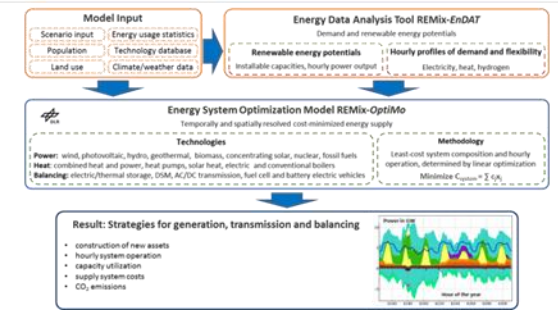 Model Input
Scenario input
Energy usage statistics
Population
Technology database
Land use
Climate/weather data
Energy Data Analysis Tool REMix-EnDAT
Demand and renewable energy potentials
Renewable energy potentials
Installable capacities, hourly power output
Hourly profiles of demand and flexibility
Electricity, heat, hydrogen
Energy System Optimization Model REMix-OptiMo
Temporally and spatially resolved cost-minimized energy supply
DLR
Technologies
Power: wind, photovoltaic, hydro, geothermal, biomass, concentrating solar, nuclear, fossil fuels
Heat: combined heat and power, heat pumps, solar heat, electric and conventional boilers
Balancing: electric/thermal storage, DSM, AC/DC transmission, fuel cell and battery electric vehicles
Methodology
Least-cost system composition and hourly
operation, determined by linear optimization
Minimize Csystem = ∑ cjxj
Result: Strategies for generation, transmission and balancing
• construction of new assets
• hourly system operation
• capacity utilization
• supply system costs
• CO2 emissions
Power in GW
Hour of the year